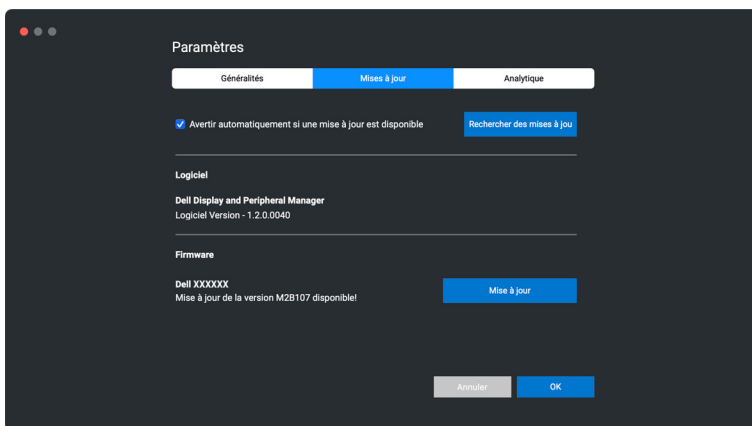 Paramètres
Généralités Mises à jour Analytique
Avertir automatiquement si une mise à jour est disponible Rechercher des mises à jou
Logiciel
Dell Display and Peripheral Manager
Logiciel Version - 1.2.0.0040
Firmware
Dell XXXXXX
Mise à jour de la version M2B107 disponible!
Mise à jour
Annuler OK